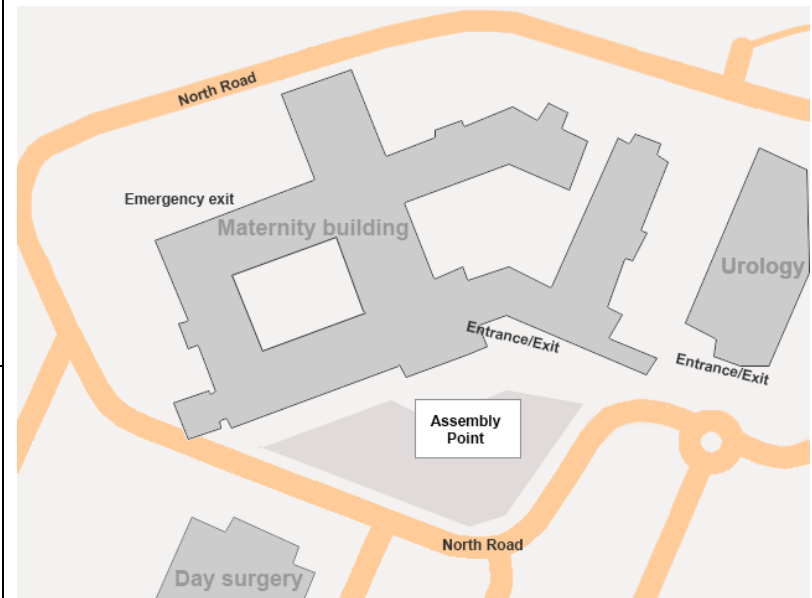 North Road
Emergency exit
Maternity building
Urology
Entrance/Exit
Entrance/Exit
Assembly
Point
North Road
Day surgery